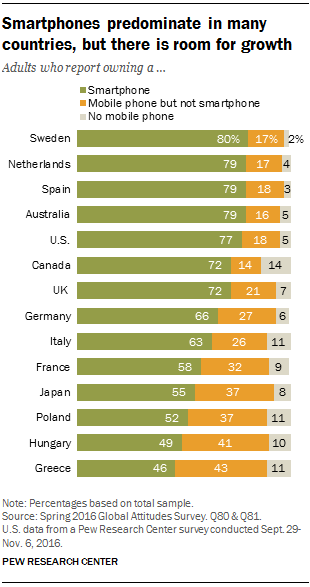 Smartphones predominate in many
countries, but there is room for growth
Adults who report owning a ...
Smartphone
Mobile phone but not smartphone
No mobile phone
Sweden 80% 17% 2%
Netherlands 79 17 4
Spain 79 18 3
Australia 79 16 5
U.S. 77 18 5
Canada 72 14 14
UK 72 21 7
Germany 66 27 6
Italy 63 26 11
France 58 32 9
Japan 55 37 8
Poland 52 37 11
Hungary 49 41 10
Greece 46 43 11
Note: Percentages based on total sample.
Source: Spring 2016 Global Attitudes Survey. Q80 & Q81.
U.S. data from a Pew Research Center survey conducted Sept. 29-
Nov. 6, 2016.
PEW RESEARCH CENTER